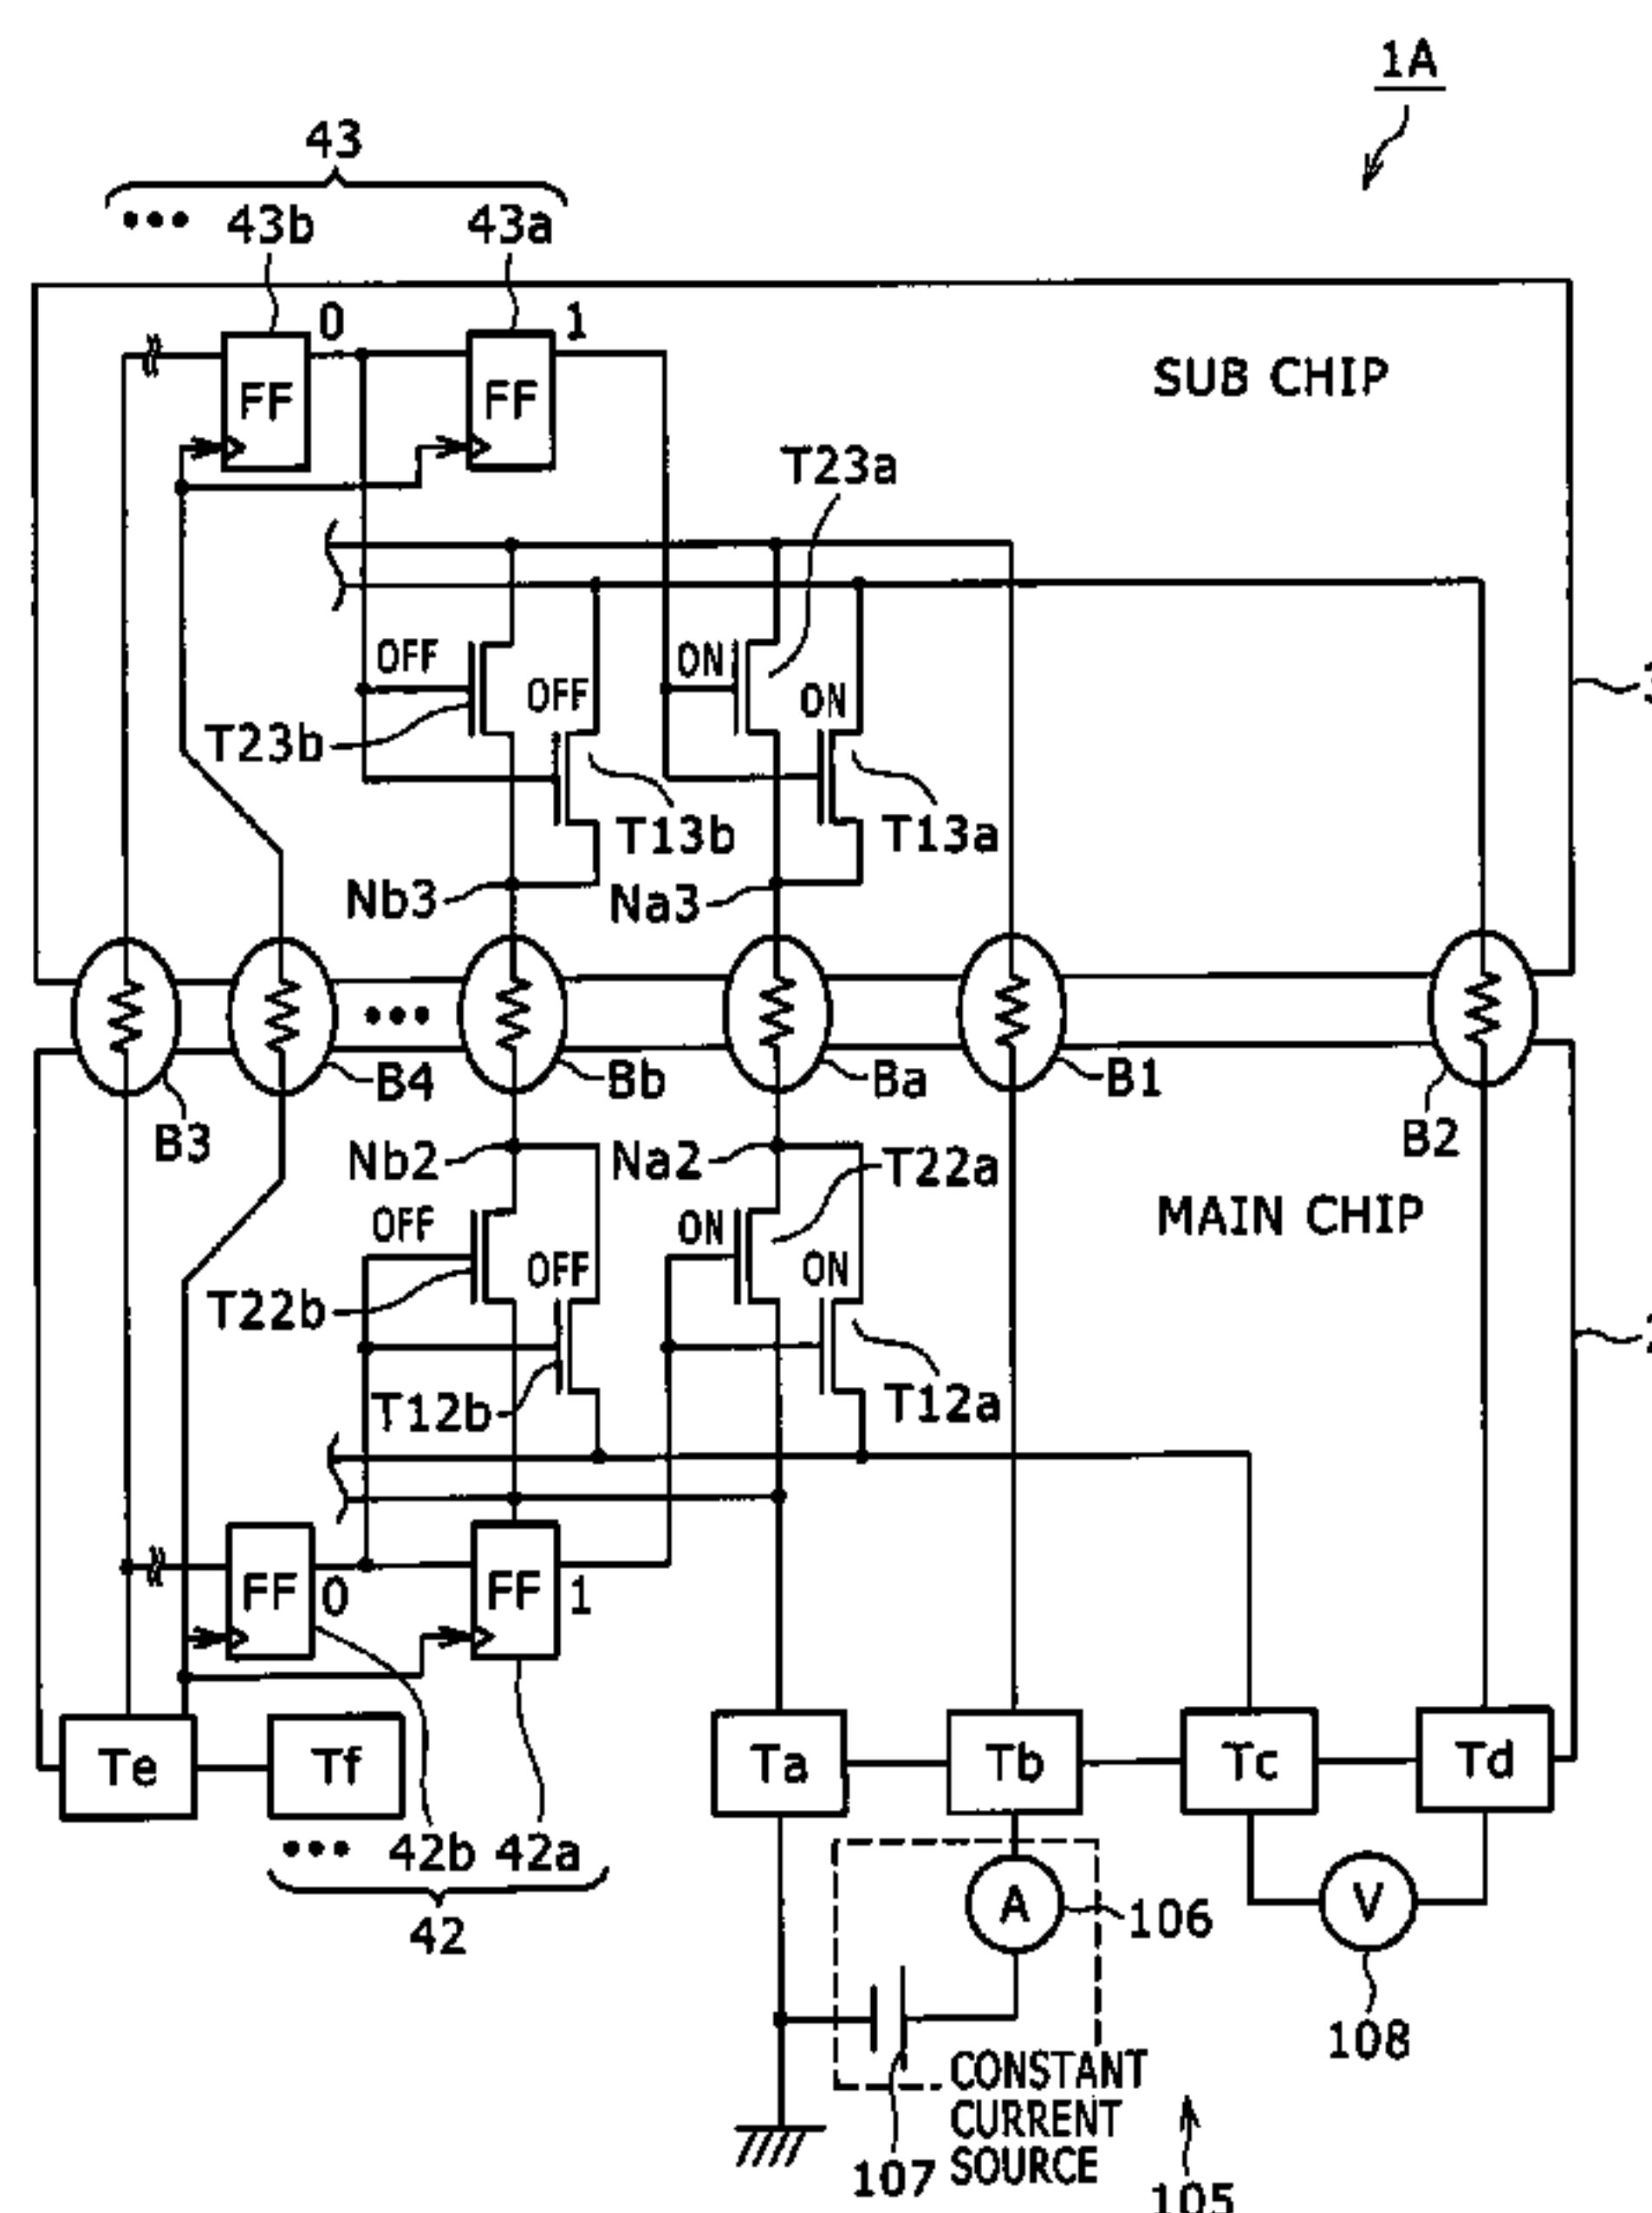 1A
43
••• 43b 43a
0 1
FF FF
SUB CHIP
T23a
OFF ON
OFF ON
T23b
T13b T13a
Nb3 Na3
•••
B4 Bb Ba B1
B3 B2
Nb2 Na2 T22a
MAIN CHIP
OFF ON
OFF ON
T22b
T12b T12a
FF 0 FF 1
Te Tf Ta Tb Tc Td
••• 42b 42a
42
A 106 V
108
CONSTANT
CURRENT
107 SOURCE
105